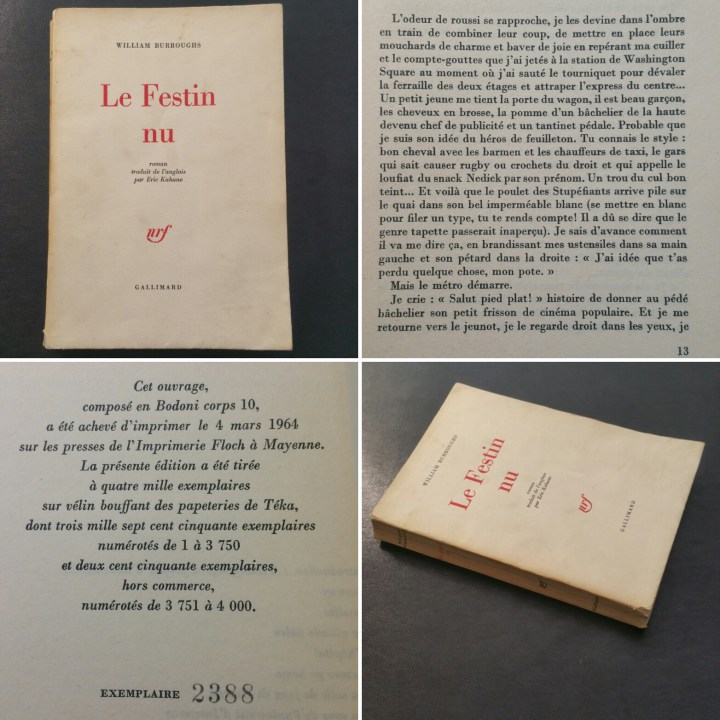 WILLIAM BURROUGHS
Le Festin
nu
roman
traduit de l'anglais
par Eric Kahane
nrf
GALLIMARD
L'odeur de roussi se rapproche, je les devine dans l'ombre
en train de combiner leur coup, de mettre en place leurs
mouchards de charme et baver de joie en repérant ma cuiller
et le compte-gouttes que j'ai jetés à la station de Washington
Square au moment où j'ai sauté le tourniquet pour dévaler
la ferraille des deux étages et attraper l'express du centre...
Un petit jeune me tient la porte du wagon, il est beau garçon,
les cheveux en brosse, la pomme d'un bâchelier de la haute
devenu chef de publicité et un tantinet pédale. Probable que
je suis son idée du héros de feuilleton. Tu connais le style :
bon cheval avec les barmen et les chauffeurs de taxi, le gars
qui sait causer rugby ou crochets du droit et qui appelle le
loufiat du snack Nedick par son prénom. Un trou du cul bon
teint... Et voilà que le poulet des Stupéfiants arrive pile sur
le quai dans son bel imperméable blanc (se mettre en blanc
pour filer un type, tu te rends compte! Il a dû se dire que le
genre tapette passerait inaperçu). Je sais d'avance comment
il va me dire ça, en brandissant mes ustensiles dans sa main
gauche et son pétard dans la droite : « J'ai idée que t'as
perdu quelque chose, mon pote. »
Mais le métro démarre.
Je crie : « Salut pied plat! » histoire de donner au pédé
bâchelier son petit frisson de cinéma populaire. Et je me
retourne vers le jeunot, je le regarde droit dans les yeux, je
13
Cet ouvrage,
composé en Bodoni corps 10,
a été achevé d'imprimer le 4 mars 1964
sur les presses de l'Imprimerie Floch à Mayenne.
La présente édition a été tirée
à quatre mille exemplaires
sur vélin bouffant des papeteries de Téka,
dont trois mille sept cent cinquante exemplaires
numérotés de 1 à 3 750
et deux cent cinquante exemplaires,
hors commerce,
numérotés de 3 751 à 4 000.
EXEMPLAIRE 2388
WILLIAM BURROUGHS
Le Festin
nu
roman
traduit de l'anglais
par Eric Kahane
nrf
GALLIMARD